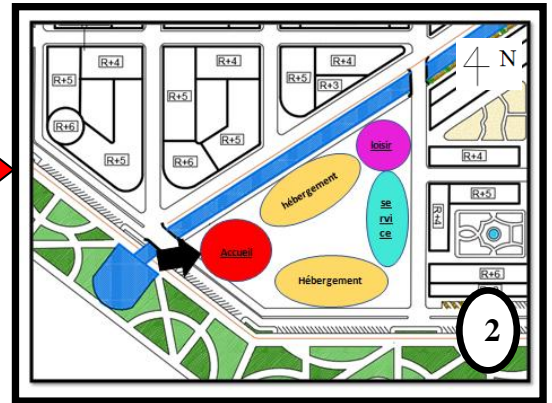 R+4
R+4
R+4
N
R+5
R+5
R+3
R+6
R+5
R+5
R+6
loisir
R+4
hébergement
R+5
se
rvi
ce
R+4
Accueil
Hébergement
R+6
2